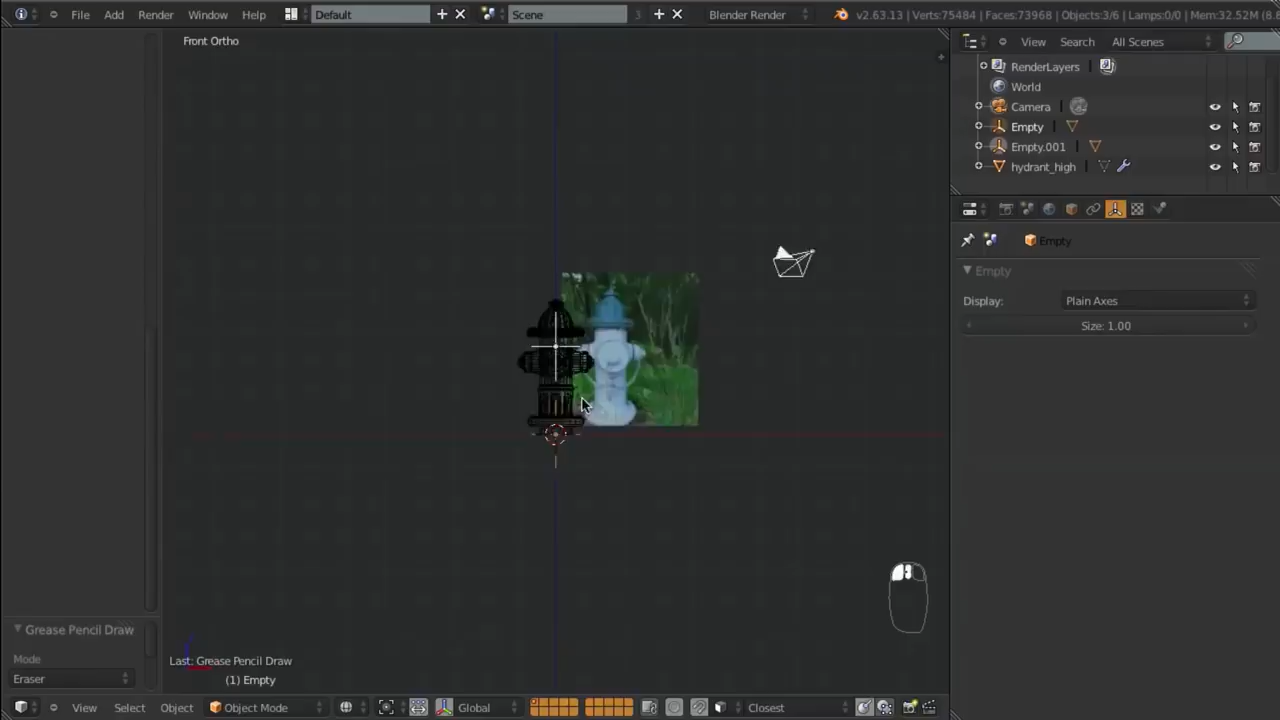 File Add Render Window Help Default Scene 3 Blender Render v2.63.13 | Verts:75484 | Faces:73968 | Objects:3/6 | Lamps:0/0 | Mem:32.52M (8.8
Front Ortho
View Search All Scenes
RenderLayers
World
Camera
Empty
Empty.001
hydrant_high
Empty
Empty
Display: Plain Axes
Size: 1.00
Grease Pencil Draw
Mode
Eraser
Last: Grease Pencil Draw
(1) Empty
View Select Object Object Mode Global Closest